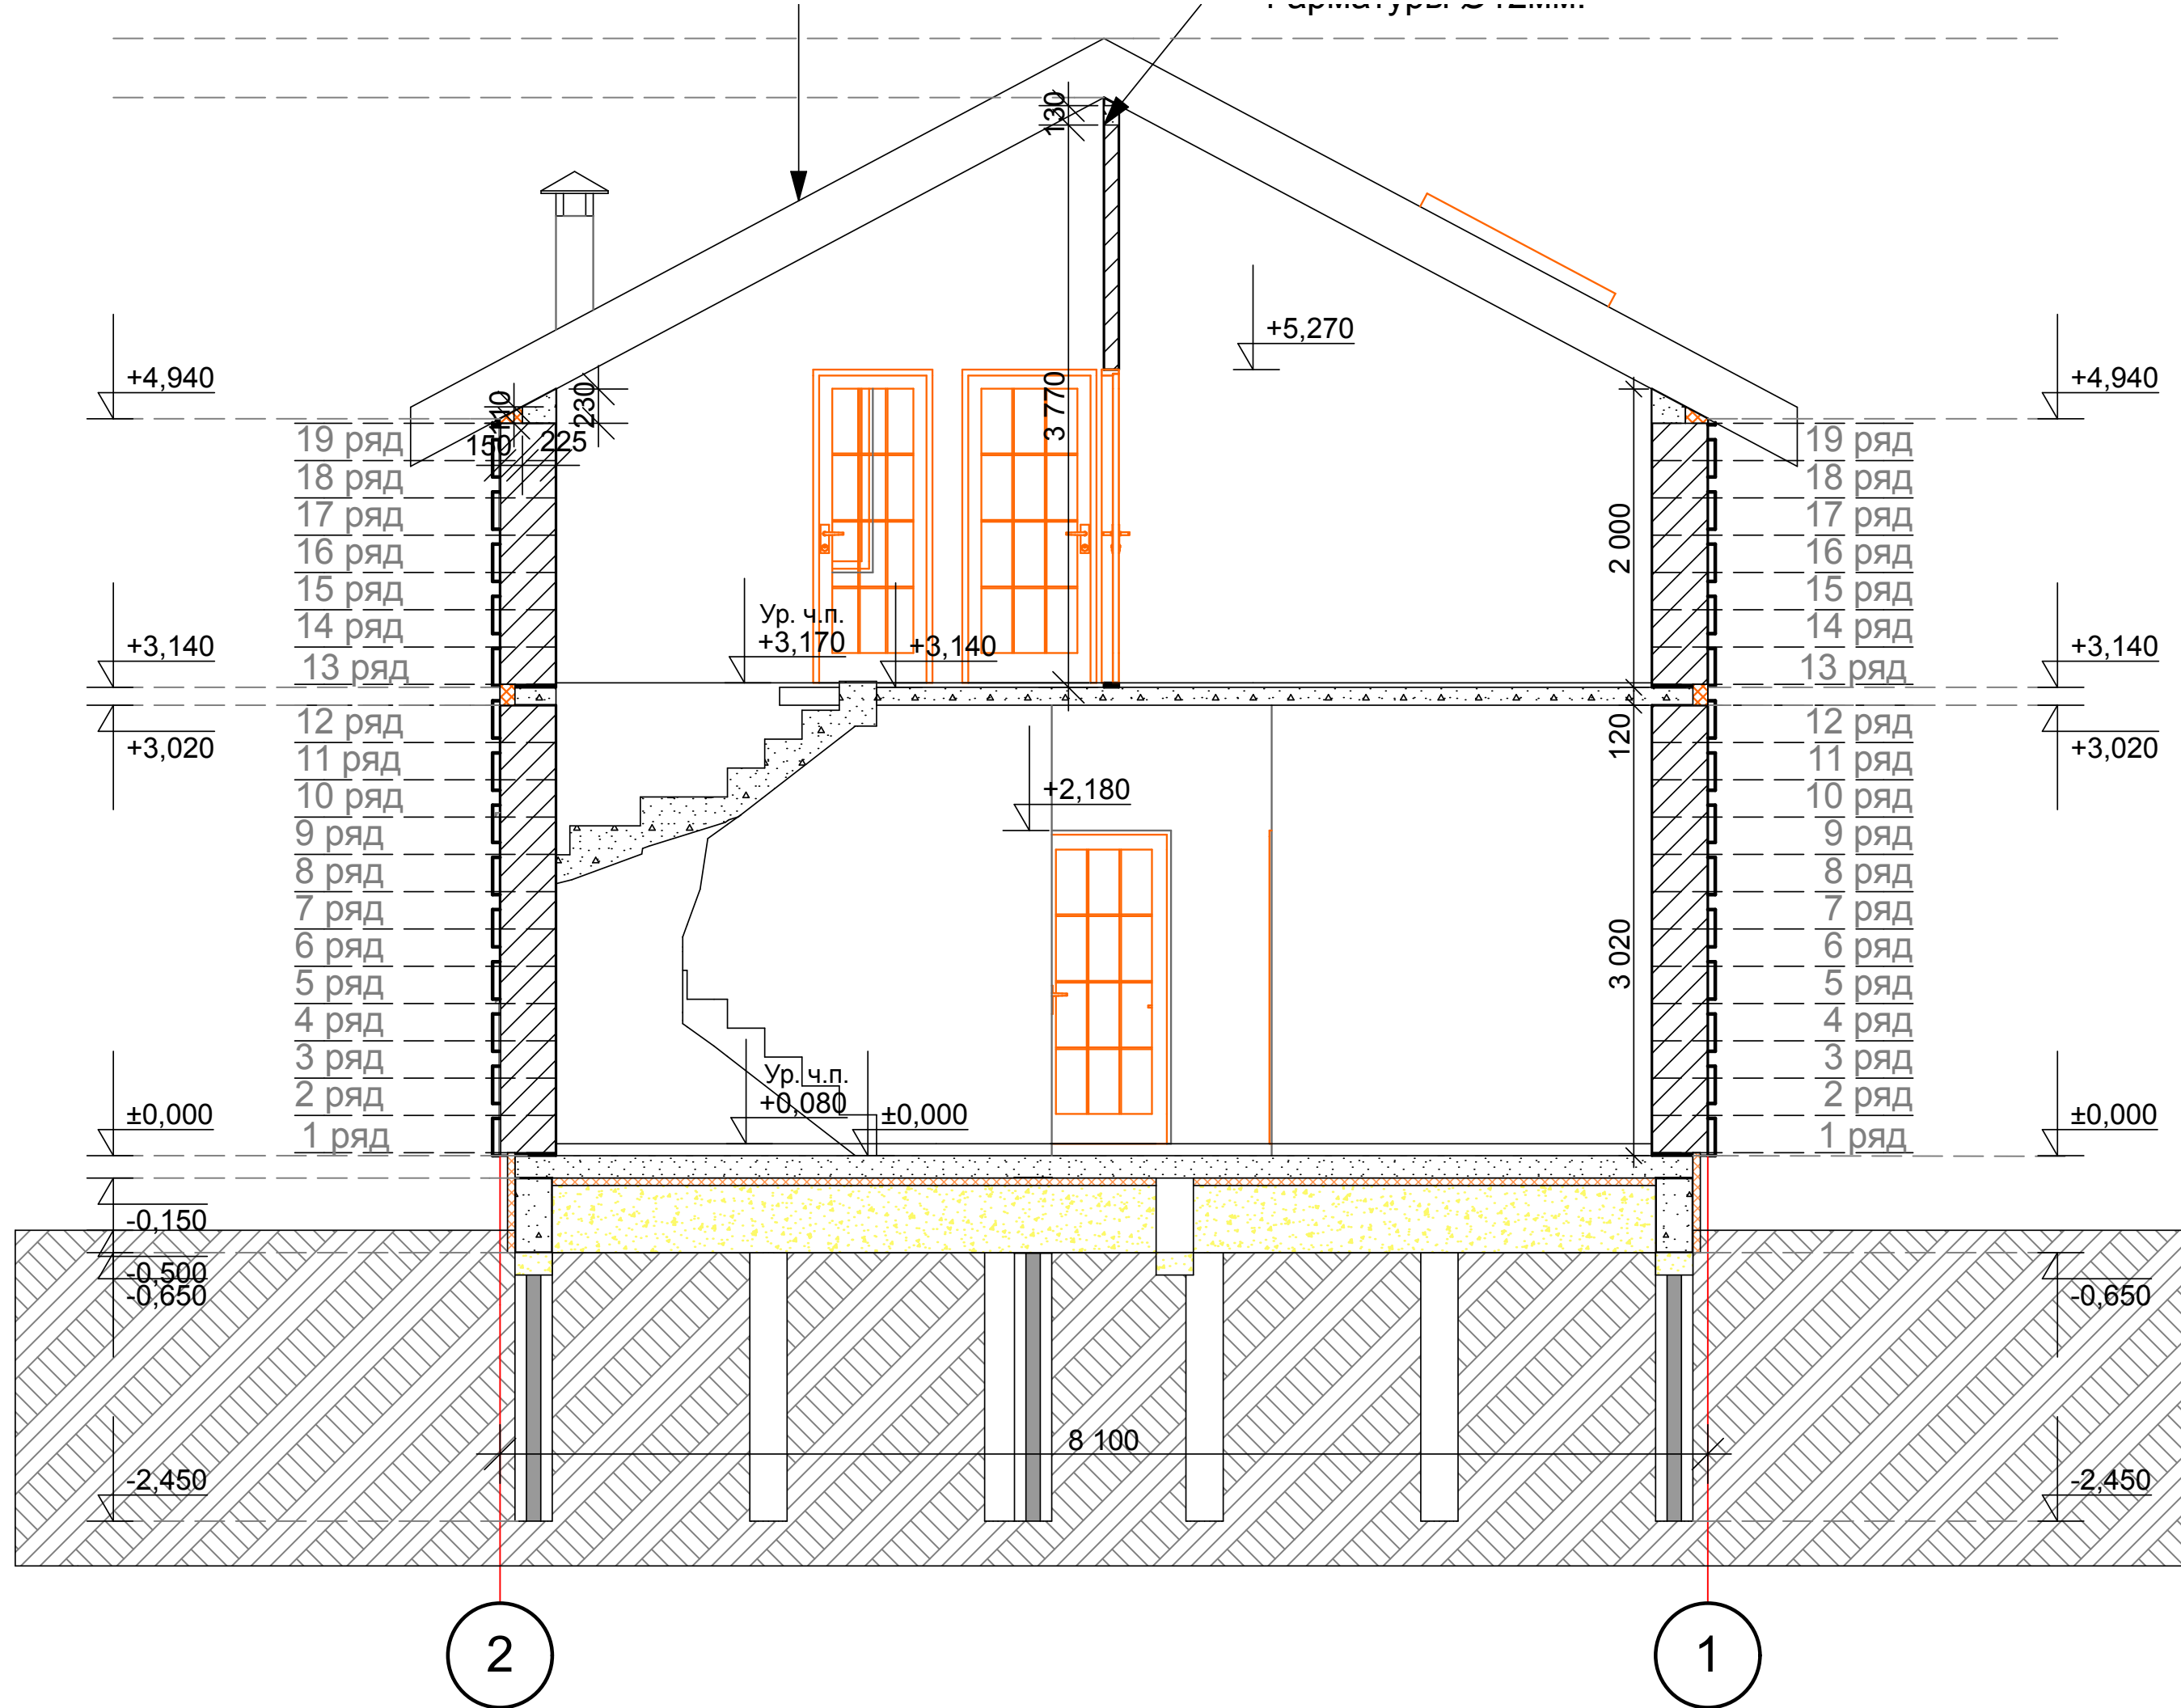 арматуры Ø12мм.
130
+5,270
+4,940
+4,940
110
230
3 770
19 ряд
150
225
19 ряд
18 ряд
18 ряд
17 ряд
17 ряд
2 000
16 ряд
16 ряд
15 ряд
15 ряд
Ур. ч.п.
14 ряд
14 ряд
+3,140
+3,170
+3,140
+3,140
13 ряд
13 ряд
12 ряд
120
12 ряд
+3,020
+3,020
11 ряд
11 ряд
10 ряд
+2,180
10 ряд
9 ряд
9 ряд
8 ряд
8 ряд
7 ряд
7 ряд
6 ряд
6 ряд
3 020
5 ряд
5 ряд
4 ряд
4 ряд
3 ряд
3 ряд
Ур. ч.п.
2 ряд
2 ряд
±0,000
+0,080
±0,000
±0,000
1 ряд
1 ряд
-0,150
-0,500
-0,650
-0,650
8 100
-2,450
-2,450
2
1